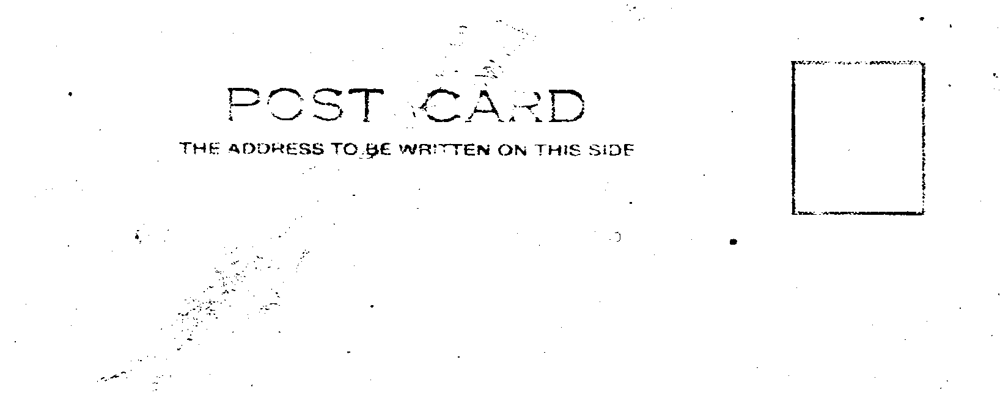 POST CARD
THE ADDRESS TO BE WRITTEN ON THIS SIDE